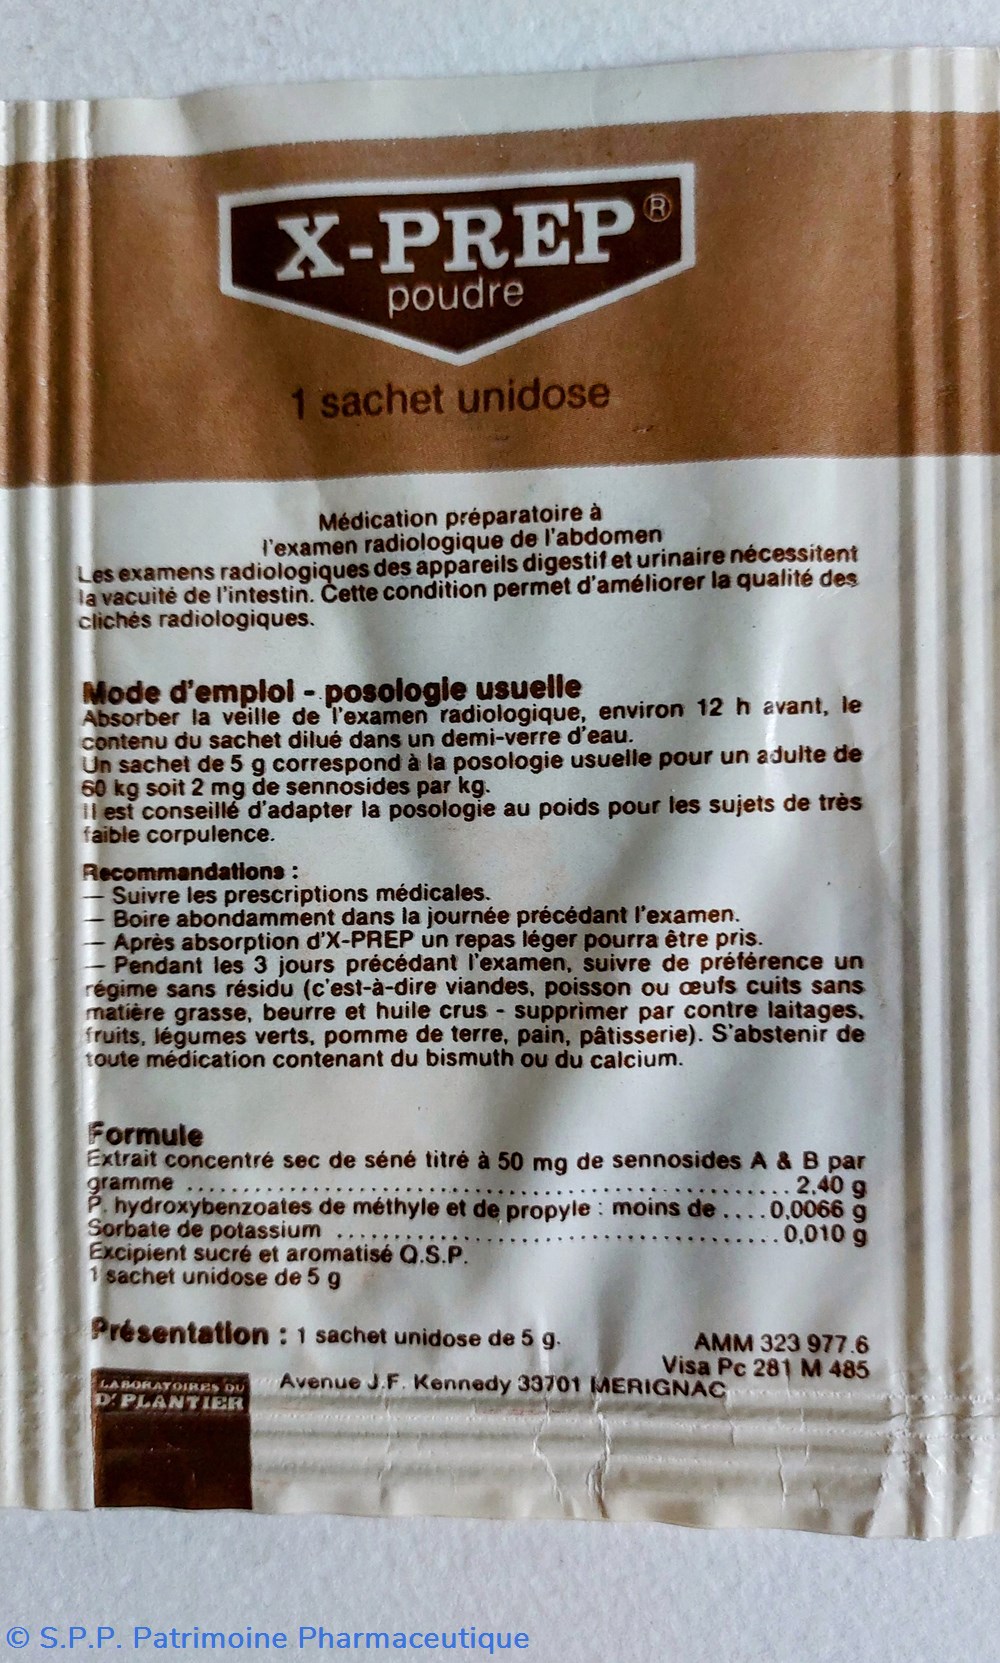 X-PREP®
poudre
1 sachet unidose
Médication préparatoire à
l'examen radiologique de l'abdomen
Les examens radiologiques des appareils digestif et urinaire nécessitent
la vacuité de l'intestin. Cette condition permet d'améliorer la qualité des
clichés radiologiques.
Mode d'emploi - posologie usuelle
Absorber la veille de l'examen radiologique, environ 12 h avant, le
contenu du sachet dilué dans un demi-verre d'eau.
Un sachet de 5 g correspond à la posologie usuelle pour un adulte de
60 kg soit 2 mg de sennosides par kg.
Il est conseillé d'adapter la posologie au poids pour les sujets de très
faible corpulence.
Recommandations :
— Suivre les prescriptions médicales.
— Boire abondamment dans la journée précédant l'examen.
— Après absorption d'X-PREP un repas léger pourra être pris.
— Pendant les 3 jours précédant l'examen, suivre de préférence un
régime sans résidu (c'est-à-dire viandes, poisson ou œufs cuits sans
matière grasse, beurre et huile crus - supprimer par contre laitages,
fruits, légumes verts, pomme de terre, pain, pâtisserie). S'abstenir de
toute médication contenant du bismuth ou du calcium.
Formule
Extrait concentré sec de séné titré à 50 mg de sennosides A & B par
gramme ........................................................ 2,40 g
P. hydroxybenzoates de méthyle et de propyle : moins de .... 0,0066 g
Sorbate de potassium ........................................ 0,010 g
Excipient sucré et aromatisé Q.S.P.
1 sachet unidose de 5 g
Présentation : 1 sachet unidose de 5 g.
AMM 323 977.6
Visa Pc 281 M 485
LABORATOIRES DU
Dr PLANTIER
Avenue J.F. Kennedy 33701 MERIGNAC
© S.P.P. Patrimoine Pharmaceutique